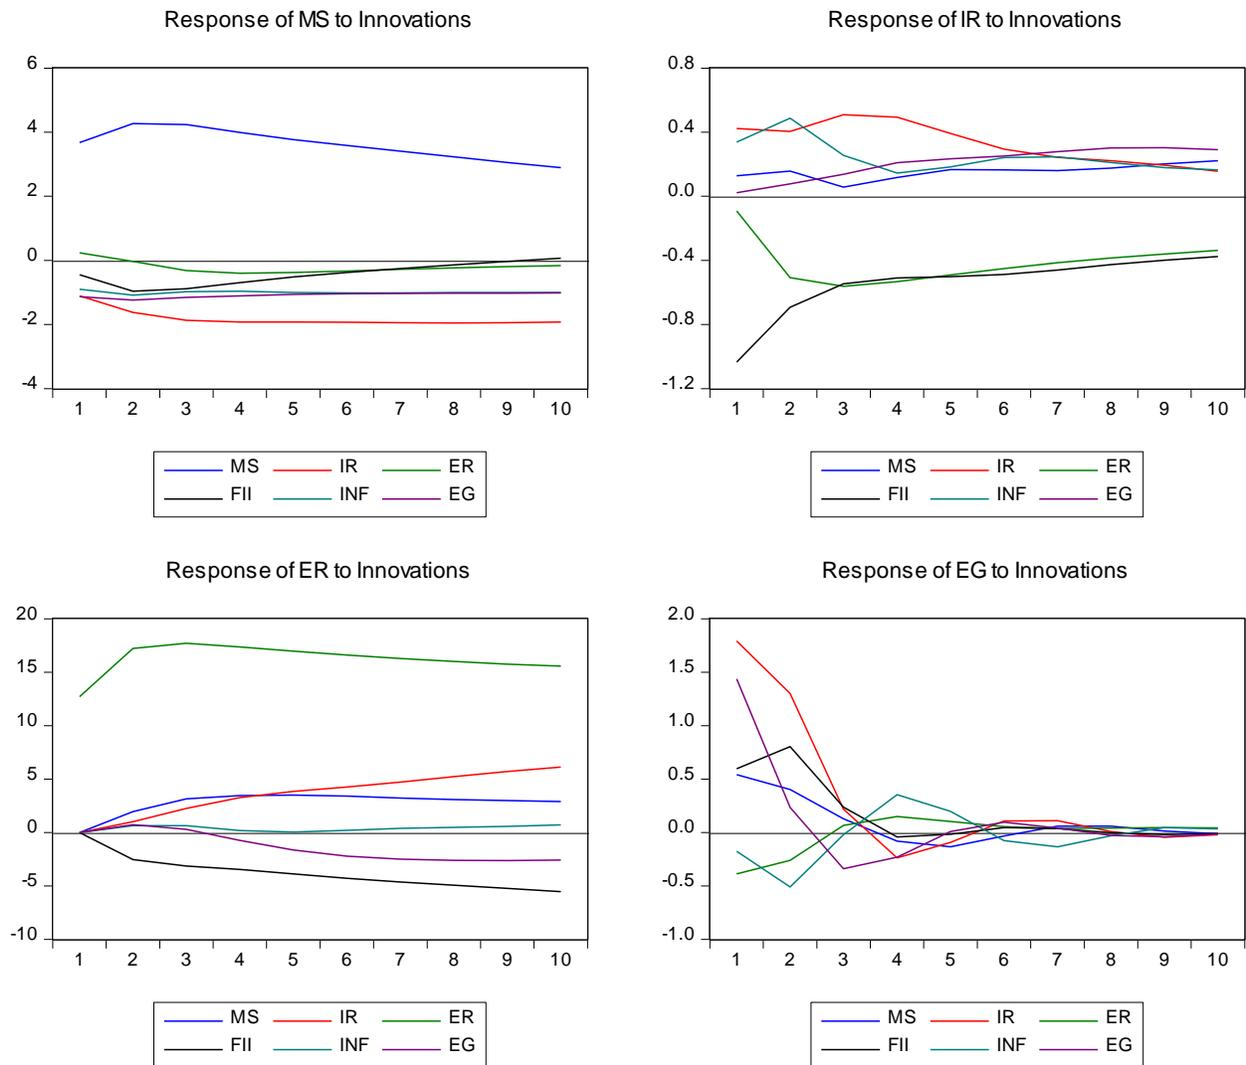 Response of MS to Innovations
6
4
2
0
-2
-4
1 2 3 4 5 6 7 8 9 10
MS IR ER
FII INF EG
Response of IR to Innovations
0.8
0.4
0.0
-0.4
-0.8
-1.2
1 2 3 4 5 6 7 8 9 10
MS IR ER
FII INF EG
Response of ER to Innovations
20
15
10
5
0
-5
-10
1 2 3 4 5 6 7 8 9 10
MS IR ER
FII INF EG
Response of EG to Innovations
2.0
1.5
1.0
0.5
0.0
-0.5
-1.0
1 2 3 4 5 6 7 8 9 10
MS IR ER
FII INF EG